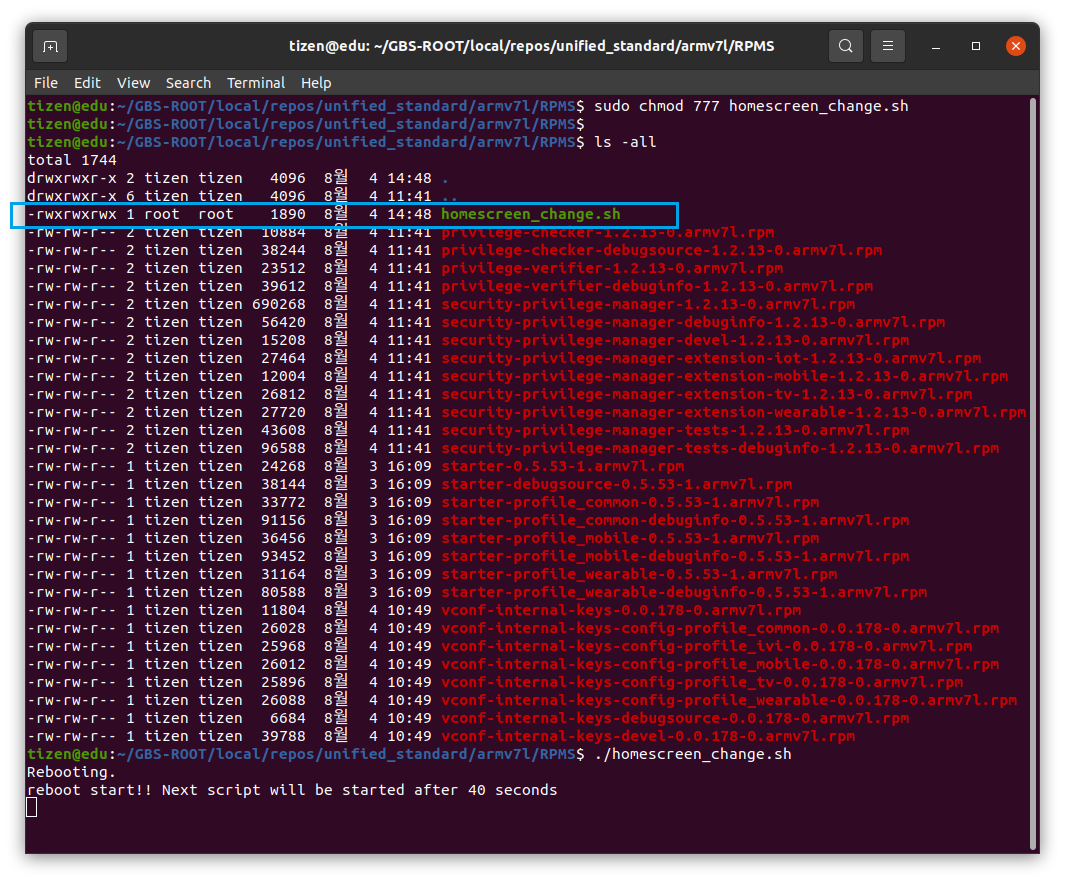 tizen@edu: ~/GBS-ROOT/local/repos/unified_standard/armv7l/RPMS
File Edit View Search Terminal Help
tizen@edu:~/GBS-ROOT/local/repos/unified_standard/armv7l/RPMS$ sudo chmod 777 homescreen_change.sh
tizen@edu:~/GBS-ROOT/local/repos/unified_standard/armv7l/RPMS$
tizen@edu:~/GBS-ROOT/local/repos/unified_standard/armv7l/RPMS$ ls -all
total 1744
drwxrwxr-x 2 tizen tizen   4096  8월  4 14:48 .
drwxrwxr-x 6 tizen tizen   4096  8월  4 11:41 ..
-rwxrwxrwx 1 root  root    1890  8월  4 14:48 homescreen_change.sh
-rw-rw-r-- 2 tizen tizen  10884  8월  4 11:41 privilege-checker-1.2.13-0.armv7l.rpm
-rw-rw-r-- 2 tizen tizen  38244  8월  4 11:41 privilege-checker-debugsource-1.2.13-0.armv7l.rpm
-rw-rw-r-- 2 tizen tizen  23512  8월  4 11:41 privilege-verifier-1.2.13-0.armv7l.rpm
-rw-rw-r-- 2 tizen tizen  39612  8월  4 11:41 privilege-verifier-debuginfo-1.2.13-0.armv7l.rpm
-rw-rw-r-- 2 tizen tizen 690268  8월  4 11:41 security-privilege-manager-1.2.13-0.armv7l.rpm
-rw-rw-r-- 2 tizen tizen  56420  8월  4 11:41 security-privilege-manager-debuginfo-1.2.13-0.armv7l.rpm
-rw-rw-r-- 2 tizen tizen  15208  8월  4 11:41 security-privilege-manager-devel-1.2.13-0.armv7l.rpm
-rw-rw-r-- 2 tizen tizen  27464  8월  4 11:41 security-privilege-manager-extension-iot-1.2.13-0.armv7l.rpm
-rw-rw-r-- 2 tizen tizen  12004  8월  4 11:41 security-privilege-manager-extension-mobile-1.2.13-0.armv7l.rpm
-rw-rw-r-- 2 tizen tizen  26812  8월  4 11:41 security-privilege-manager-extension-tv-1.2.13-0.armv7l.rpm
-rw-rw-r-- 2 tizen tizen  27720  8월  4 11:41 security-privilege-manager-extension-wearable-1.2.13-0.armv7l.rpm
-rw-rw-r-- 2 tizen tizen  43608  8월  4 11:41 security-privilege-manager-tests-1.2.13-0.armv7l.rpm
-rw-rw-r-- 2 tizen tizen  96588  8월  4 11:41 security-privilege-manager-tests-debuginfo-1.2.13-0.armv7l.rpm
-rw-rw-r-- 1 tizen tizen  24268  8월  3 16:09 starter-0.5.53-1.armv7l.rpm
-rw-rw-r-- 1 tizen tizen  38144  8월  3 16:09 starter-debugsource-0.5.53-1.armv7l.rpm
-rw-rw-r-- 1 tizen tizen  33772  8월  3 16:09 starter-profile_common-0.5.53-1.armv7l.rpm
-rw-rw-r-- 1 tizen tizen  91156  8월  3 16:09 starter-profile_common-debuginfo-0.5.53-1.armv7l.rpm
-rw-rw-r-- 1 tizen tizen  36456  8월  3 16:09 starter-profile_mobile-0.5.53-1.armv7l.rpm
-rw-rw-r-- 1 tizen tizen  93452  8월  3 16:09 starter-profile_mobile-debuginfo-0.5.53-1.armv7l.rpm
-rw-rw-r-- 1 tizen tizen  31164  8월  3 16:09 starter-profile_wearable-0.5.53-1.armv7l.rpm
-rw-rw-r-- 1 tizen tizen  80588  8월  3 16:09 starter-profile_wearable-debuginfo-0.5.53-1.armv7l.rpm
-rw-rw-r-- 1 tizen tizen  11804  8월  4 10:49 vconf-internal-keys-0.0.178-0.armv7l.rpm
-rw-rw-r-- 1 tizen tizen  26028  8월  4 10:49 vconf-internal-keys-config-profile_common-0.0.178-0.armv7l.rpm
-rw-rw-r-- 1 tizen tizen  25968  8월  4 10:49 vconf-internal-keys-config-profile_ivi-0.0.178-0.armv7l.rpm
-rw-rw-r-- 1 tizen tizen  26012  8월  4 10:49 vconf-internal-keys-config-profile_mobile-0.0.178-0.armv7l.rpm
-rw-rw-r-- 1 tizen tizen  25896  8월  4 10:49 vconf-internal-keys-config-profile_tv-0.0.178-0.armv7l.rpm
-rw-rw-r-- 1 tizen tizen  26088  8월  4 10:49 vconf-internal-keys-config-profile_wearable-0.0.178-0.armv7l.rpm
-rw-rw-r-- 1 tizen tizen   6684  8월  4 10:49 vconf-internal-keys-debugsource-0.0.178-0.armv7l.rpm
-rw-rw-r-- 1 tizen tizen  39788  8월  4 10:49 vconf-internal-keys-devel-0.0.178-0.armv7l.rpm
tizen@edu:~/GBS-ROOT/local/repos/unified_standard/armv7l/RPMS$ ./homescreen_change.sh
Rebooting.
reboot start!! Next script will be started after 40 seconds